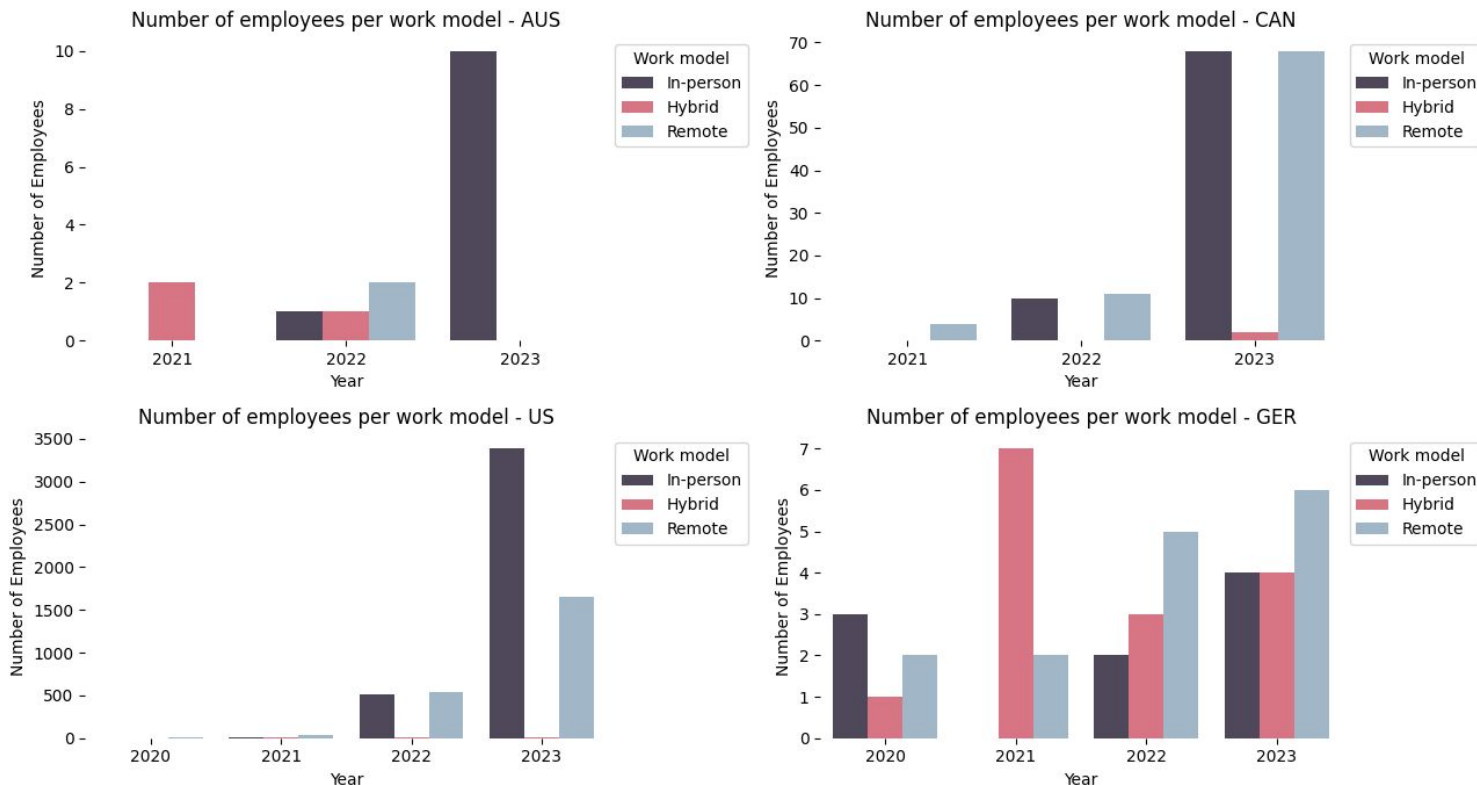 Number of employees per work model - AUS
Number of Employees
10
8
6
4
2
0
2021 2022 2023
Year
Work model
In-person
Hybrid
Remote
Number of employees per work model - CAN
Number of Employees
70
60
50
40
30
20
10
0
2021 2022 2023
Year
Work model
In-person
Hybrid
Remote
Number of employees per work model - US
Number of Employees
3500
3000
2500
2000
1500
1000
500
0
2020 2021 2022 2023
Year
Work model
In-person
Hybrid
Remote
Number of employees per work model - GER
Number of Employees
7
6
5
4
3
2
1
0
2020 2021 2022 2023
Year
Work model
In-person
Hybrid
Remote